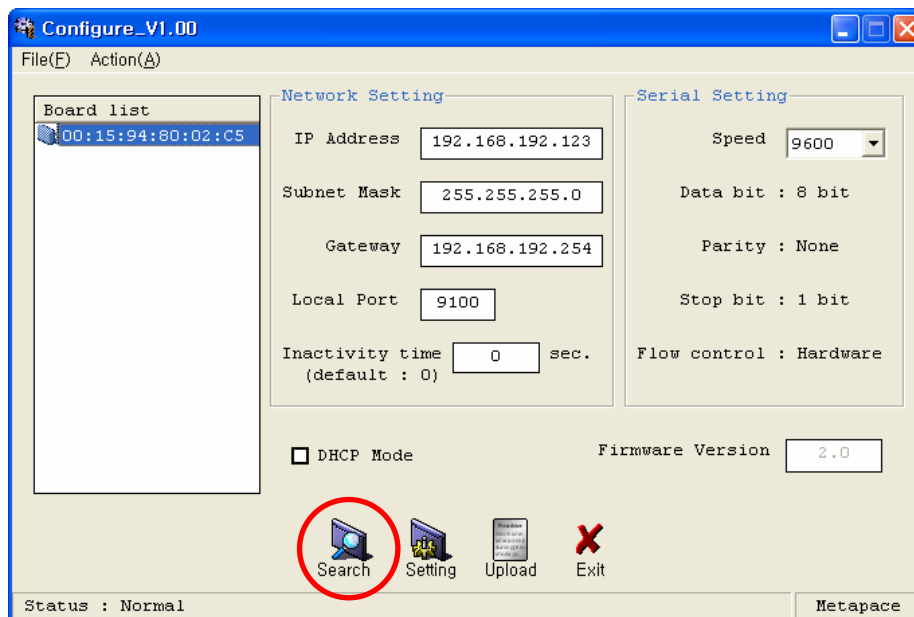 Configure_V1.00
File(F) Action(A)
Board list
00:15:94:80:02:C5
Network Setting
IP Address 192.168.192.123
Subnet Mask 255.255.255.0
Gateway 192.168.192.254
Local Port 9100
Inactivity time 0 sec.
(default : 0)
Serial Setting
Speed 9600
Data bit : 8 bit
Parity : None
Stop bit : 1 bit
Flow control : Hardware
DHCP Mode
Firmware Version 2.0
Search Setting Upload Exit
Status : Normal
Metapace